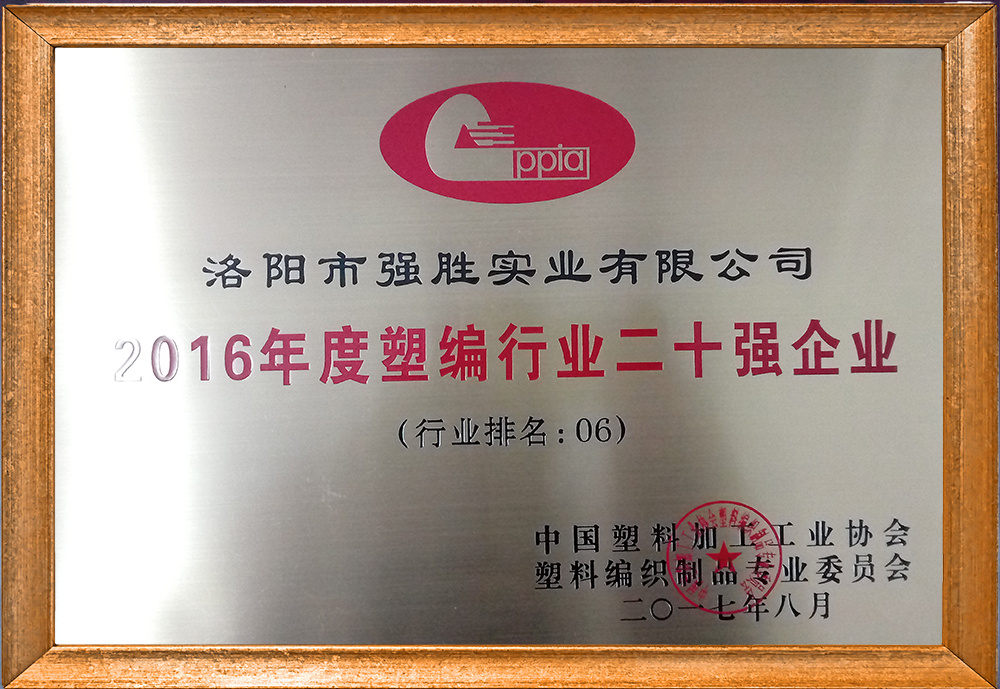 ppia
洛阳市强胜实业有限公司
2016年度塑编行业二十强企业
(行业排名:06)
中国塑料加工工业协会
塑料编织制品专业委员会
二〇一七年八月